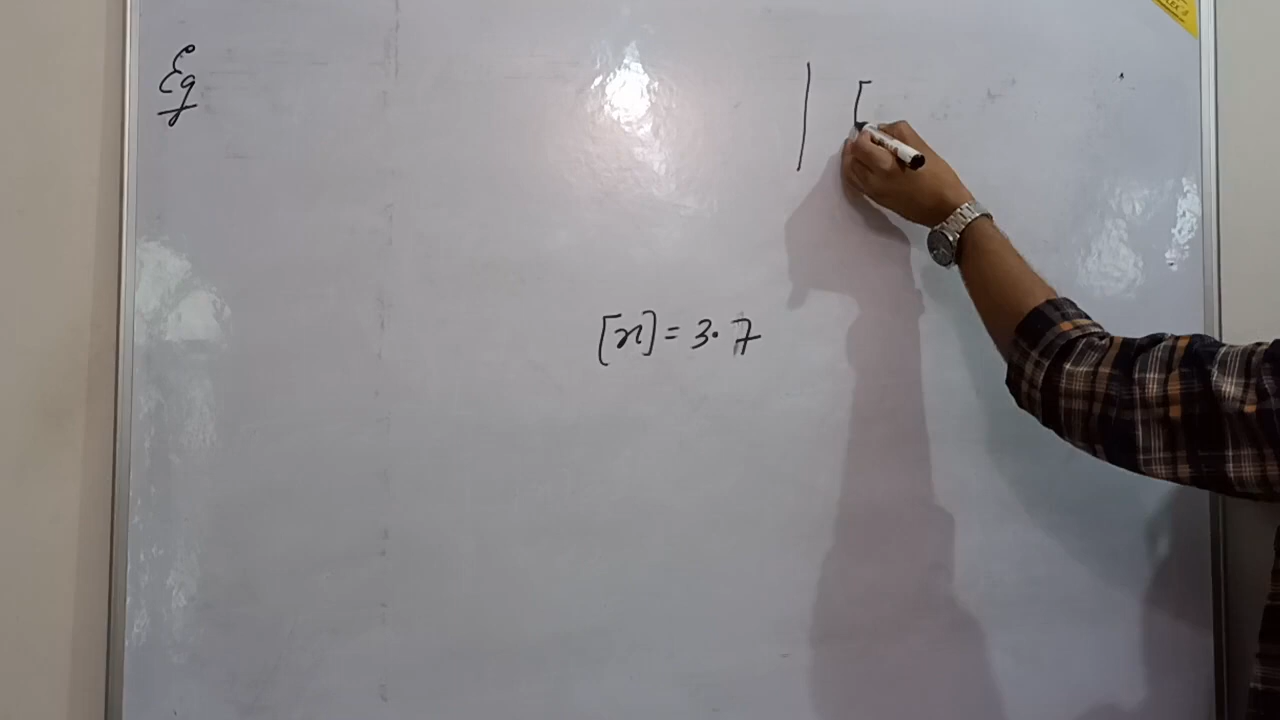 Eg
| [
[x] = 3.7